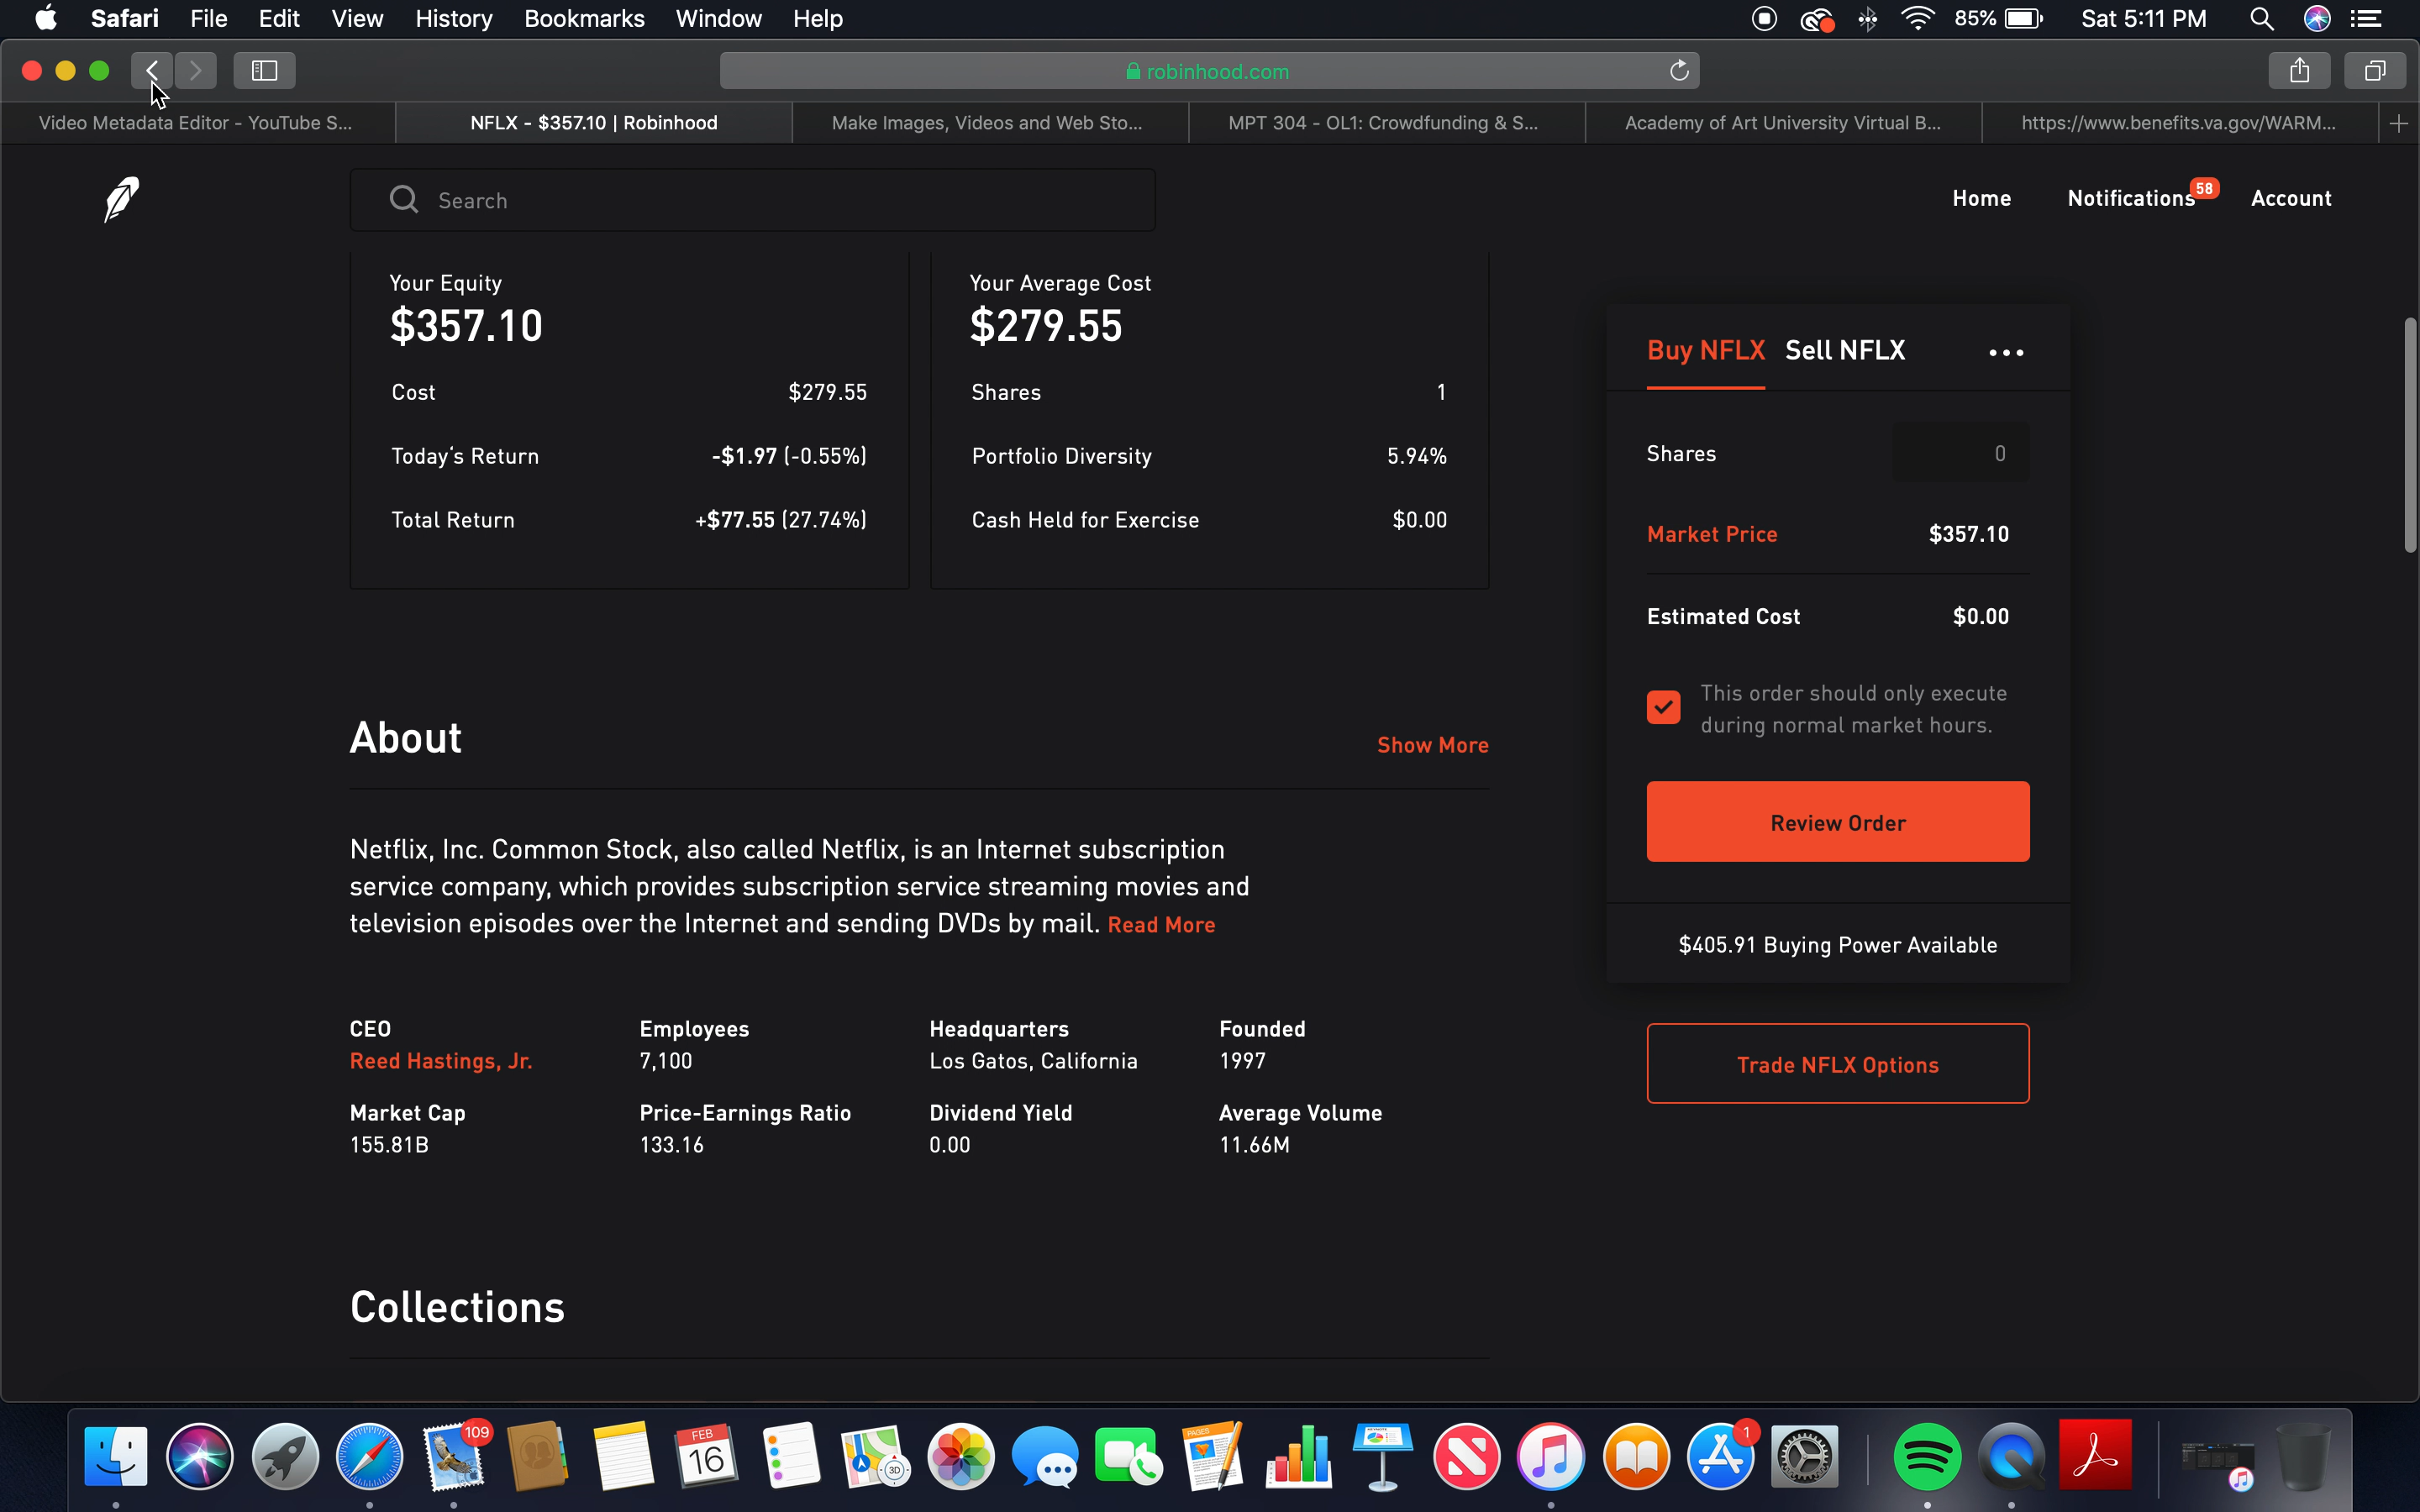 Safari File Edit View History Bookmarks Window Help
85% Sat 5:11 PM
robinhood.com
Video Metadata Editor - YouTube S...
NFLX - $357.10 | Robinhood
Make Images, Videos and Web Sto...
MPT 304 - OL1: Crowdfunding & S...
Academy of Art University Virtual B...
https://www.benefits.va.gov/WARM...
Search
Home Notifications 58 Account
Your Equity
$357.10
Cost $279.55
Today's Return -$1.97 (-0.55%)
Total Return +$77.55 (27.74%)
Your Average Cost
$279.55
Shares 1
Portfolio Diversity 5.94%
Cash Held for Exercise $0.00
Buy NFLX Sell NFLX
Shares 0
Market Price $357.10
Estimated Cost $0.00
This order should only execute
during normal market hours.
Review Order
$405.91 Buying Power Available
Trade NFLX Options
About
Show More
Netflix, Inc. Common Stock, also called Netflix, is an Internet subscription
service company, which provides subscription service streaming movies and
television episodes over the Internet and sending DVDs by mail. Read More
CEO Employees Headquarters Founded
Reed Hastings, Jr. 7,100 Los Gatos, California 1997
Market Cap Price-Earnings Ratio Dividend Yield Average Volume
155.81B 133.16 0.00 11.66M
Collections
109
FEB
16
3D
PAGES
1